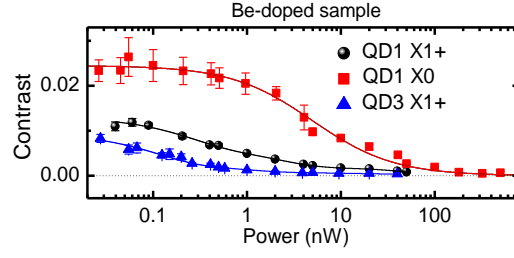 Be-doped sample
QD1 X1+
QD1 X0
QD3 X1+
Contrast
0.02
0.00
0.1
1
10
100
Power (nW)